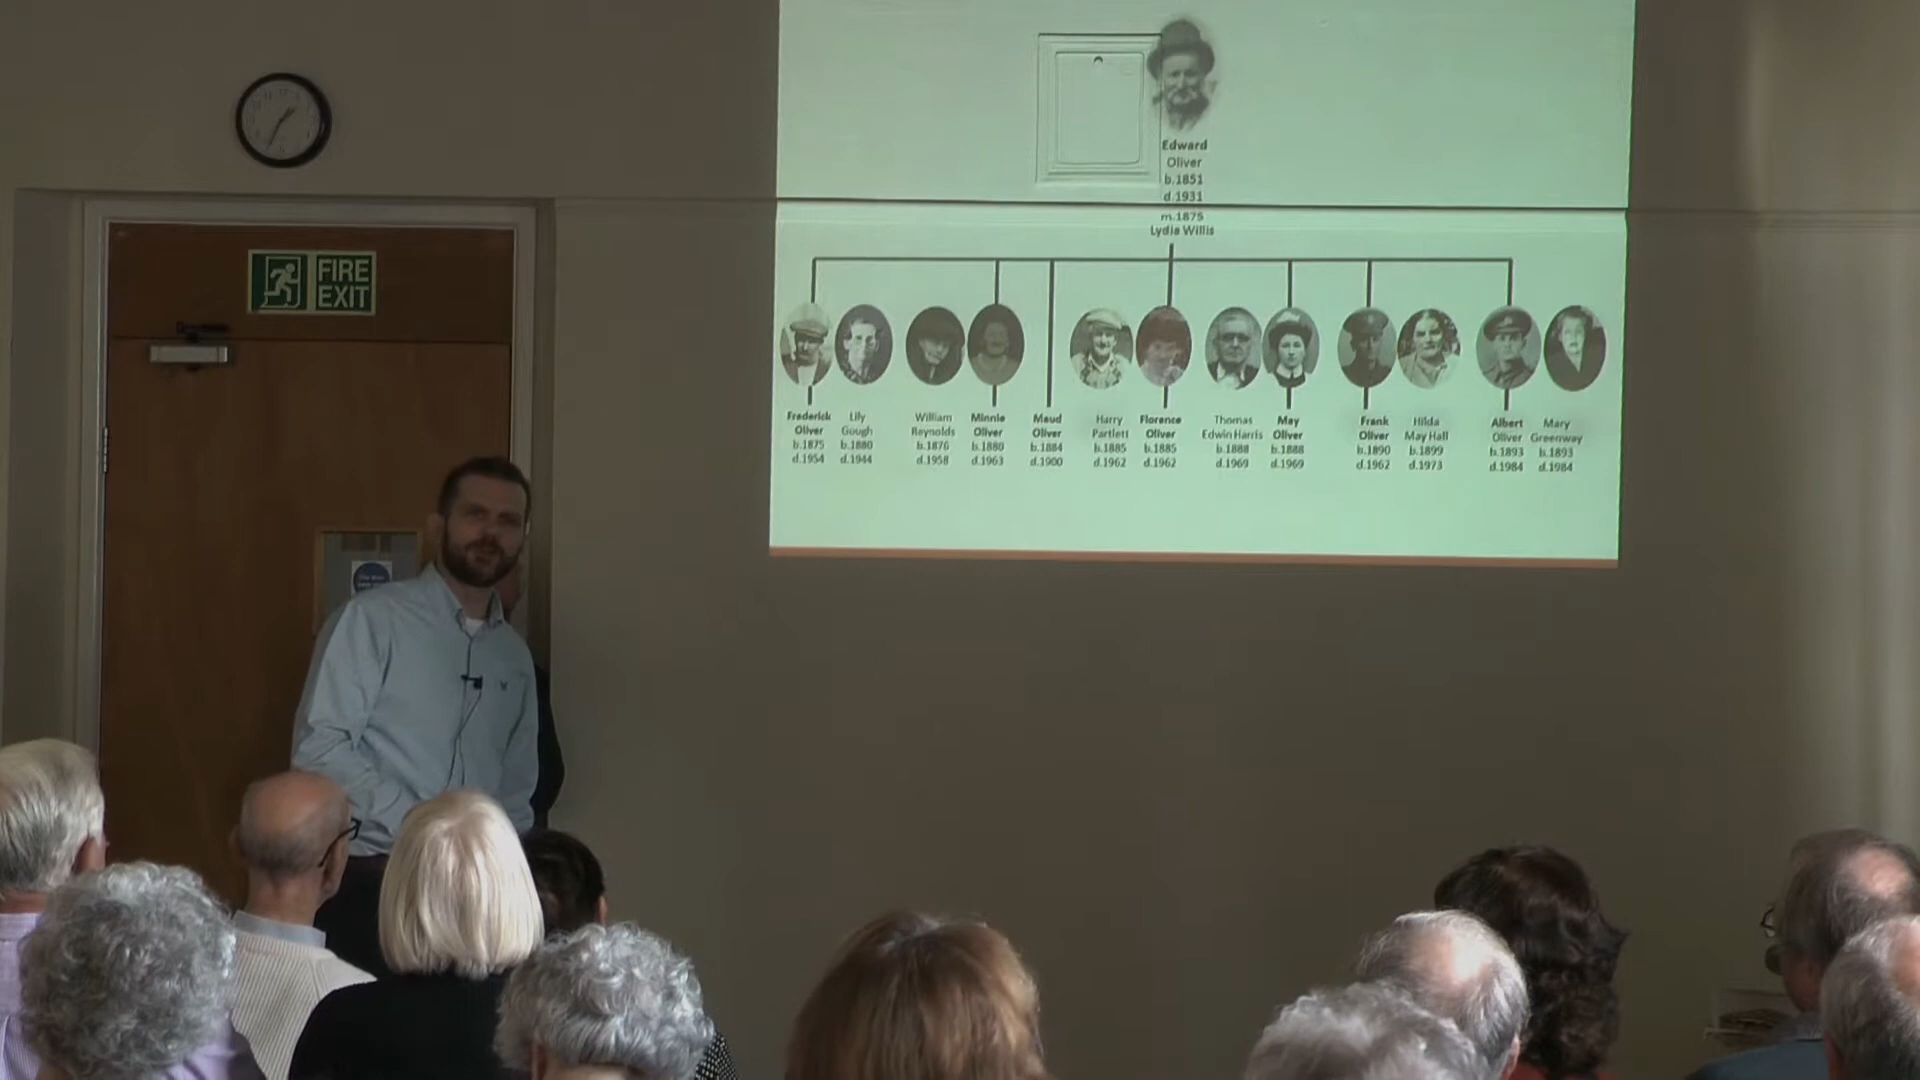 FIRE
EXIT
Edward
Oliver
b.1851
d.1931
m.1875
Lydia Willis
Frederick
Oliver
b.1875
d.1954
Lily
Gough
b.1880
d.1944
William
Reynolds
b.1876
d.1958
Minnie
Oliver
b.1880
d.1963
Maud
Oliver
b.1884
d.1900
Harry
Partlett
b.1885
d.1962
Florence
Oliver
b.1885
d.1962
Thomas
Edwin Harris
b.1888
d.1969
May
Oliver
b.1888
d.1969
Frank
Oliver
b.1890
d.1962
Hilda
May Hall
b.1899
d.1973
Albert
Oliver
b.1893
d.1984
Mary
Greenway
b.1893
d.1984